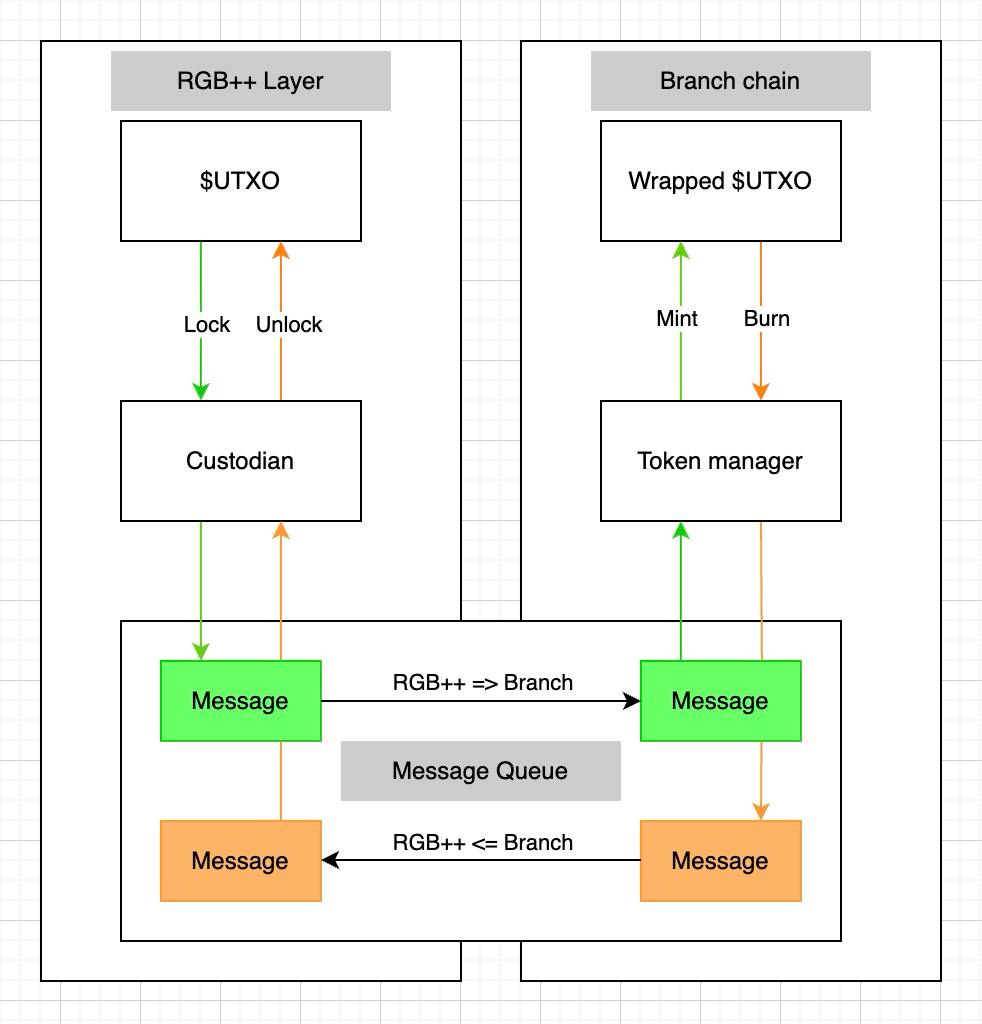 RGB++ Layer
Branch chain
$UTXO
Wrapped $UTXO
Lock
Unlock
Mint
Burn
Custodian
Token manager
Message
RGB++ => Branch
Message
Message Queue
Message
RGB++ <= Branch
Message